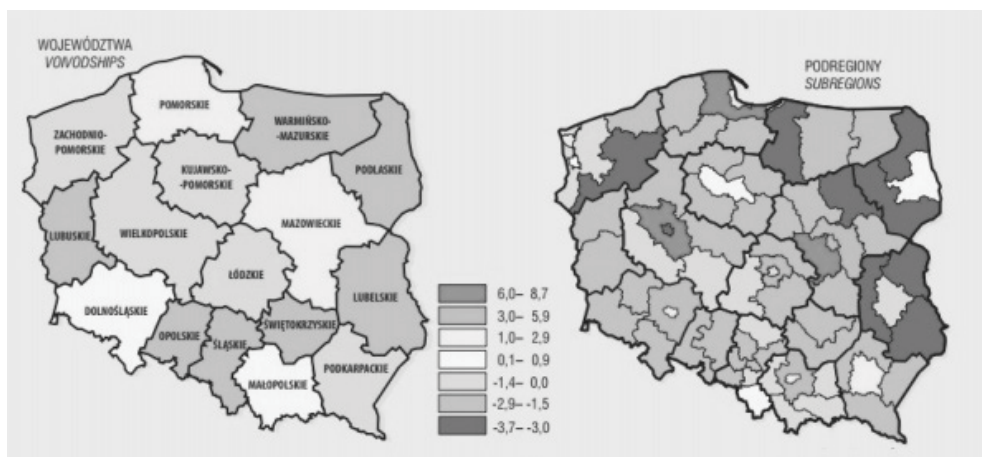 WOJEWÓDZTWA
VOIVODSHIPS
PODREGIONY
SUBREGIONS
POMORSKIE
ZACHODNIO-
POMORSKIE
WARMIŃSKO-
-MAZURSKIE
KUJAWSKO-
-POMORSKIE
PODLASKIE
MAZOWIECKIE
LUBUSKIE
WIELKOPOLSKIE
ŁÓDZKIE
LUBELSKIE
DOLNOŚLĄSKIE
OPOLSKIE
ŚLĄSKIE
ŚWIĘTOKRZYSKIE
PODKARPACKIE
MAŁOPOLSKIE
6,0– 8,7
3,0– 5,9
1,0– 2,9
0,1– 0,9
-1,4– 0,0
-2,9– -1,5
-3,7– -3,0